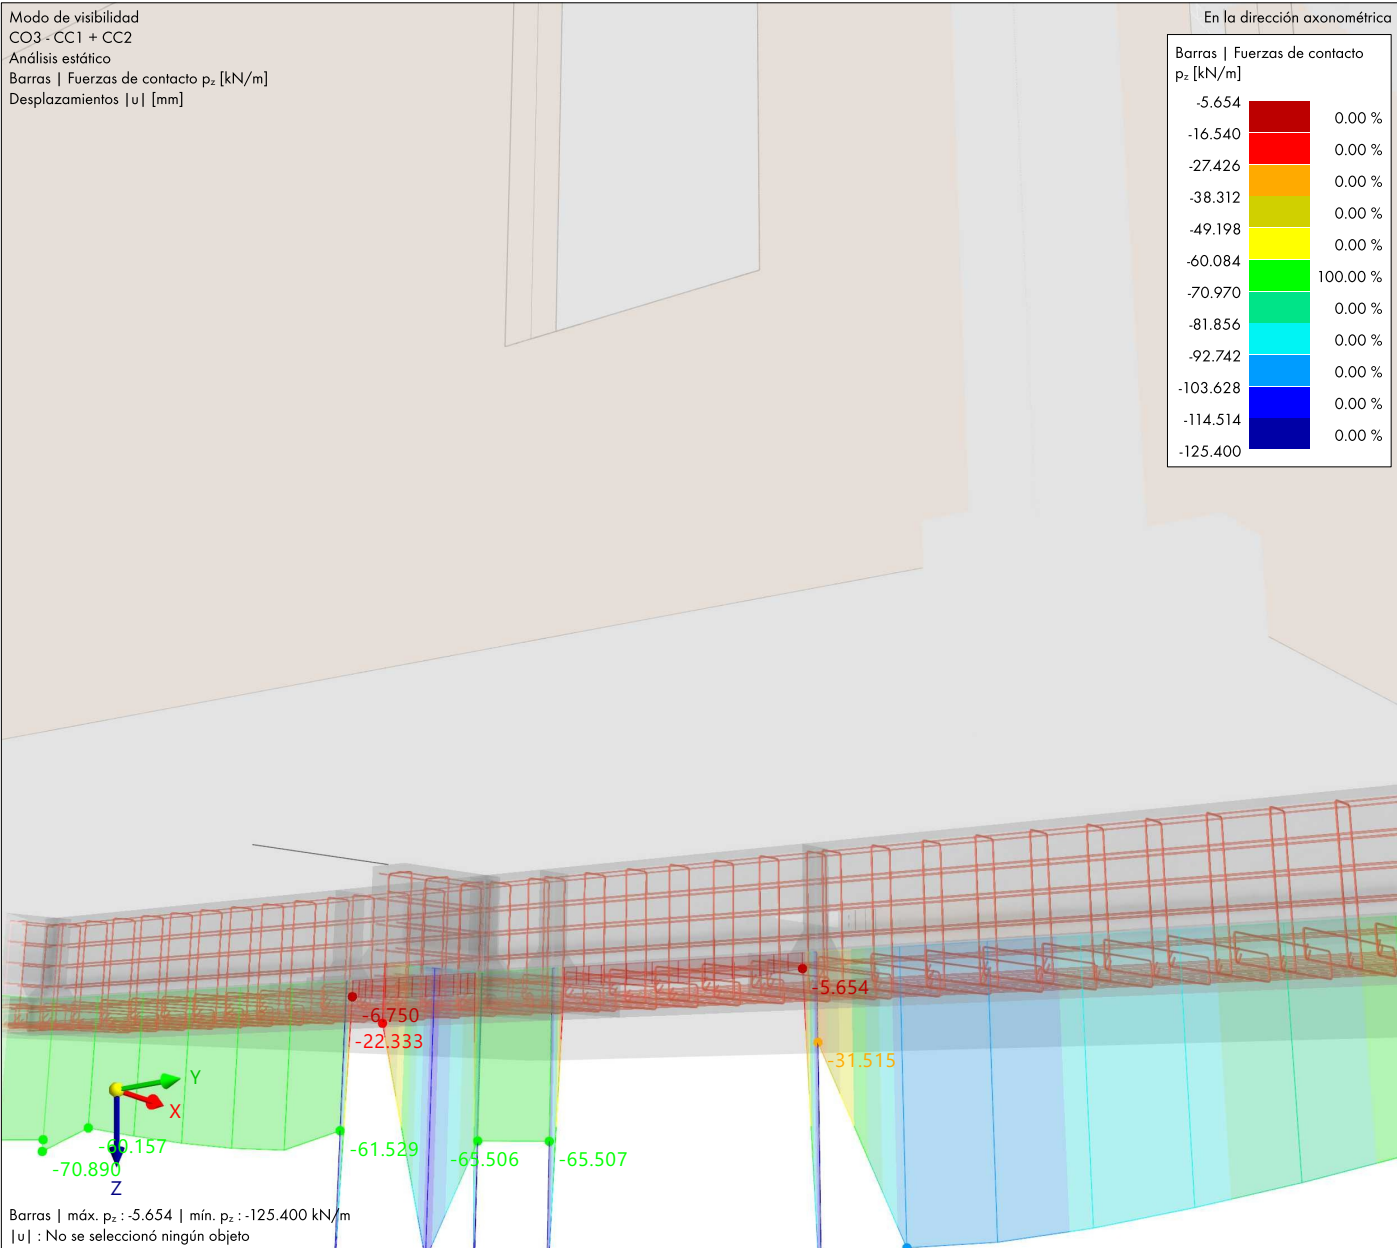 Modo de visibilidad
CO3 - CC1 + CC2
Análisis estático
Barras | Fuerzas de contacto pz [kN/m]
Desplazamientos |u| [mm]
En la dirección axonométrica
Barras | Fuerzas de contacto
pz [kN/m]
-5.654
0.00 %
-16.540
0.00 %
-27.426
0.00 %
-38.312
0.00 %
-49.198
0.00 %
-60.084
100.00 %
-70.970
0.00 %
-81.856
0.00 %
-92.742
0.00 %
-103.628
0.00 %
-114.514
0.00 %
-125.400
-5.654
-6.750
-22.333
-31.515
Y
X
-60.157
-61.529
-65.506
-65.507
-70.890
Z
Barras | máx. pz : -5.654 | mín. pz : -125.400 kN/m
|u| : No se seleccionó ningún objeto